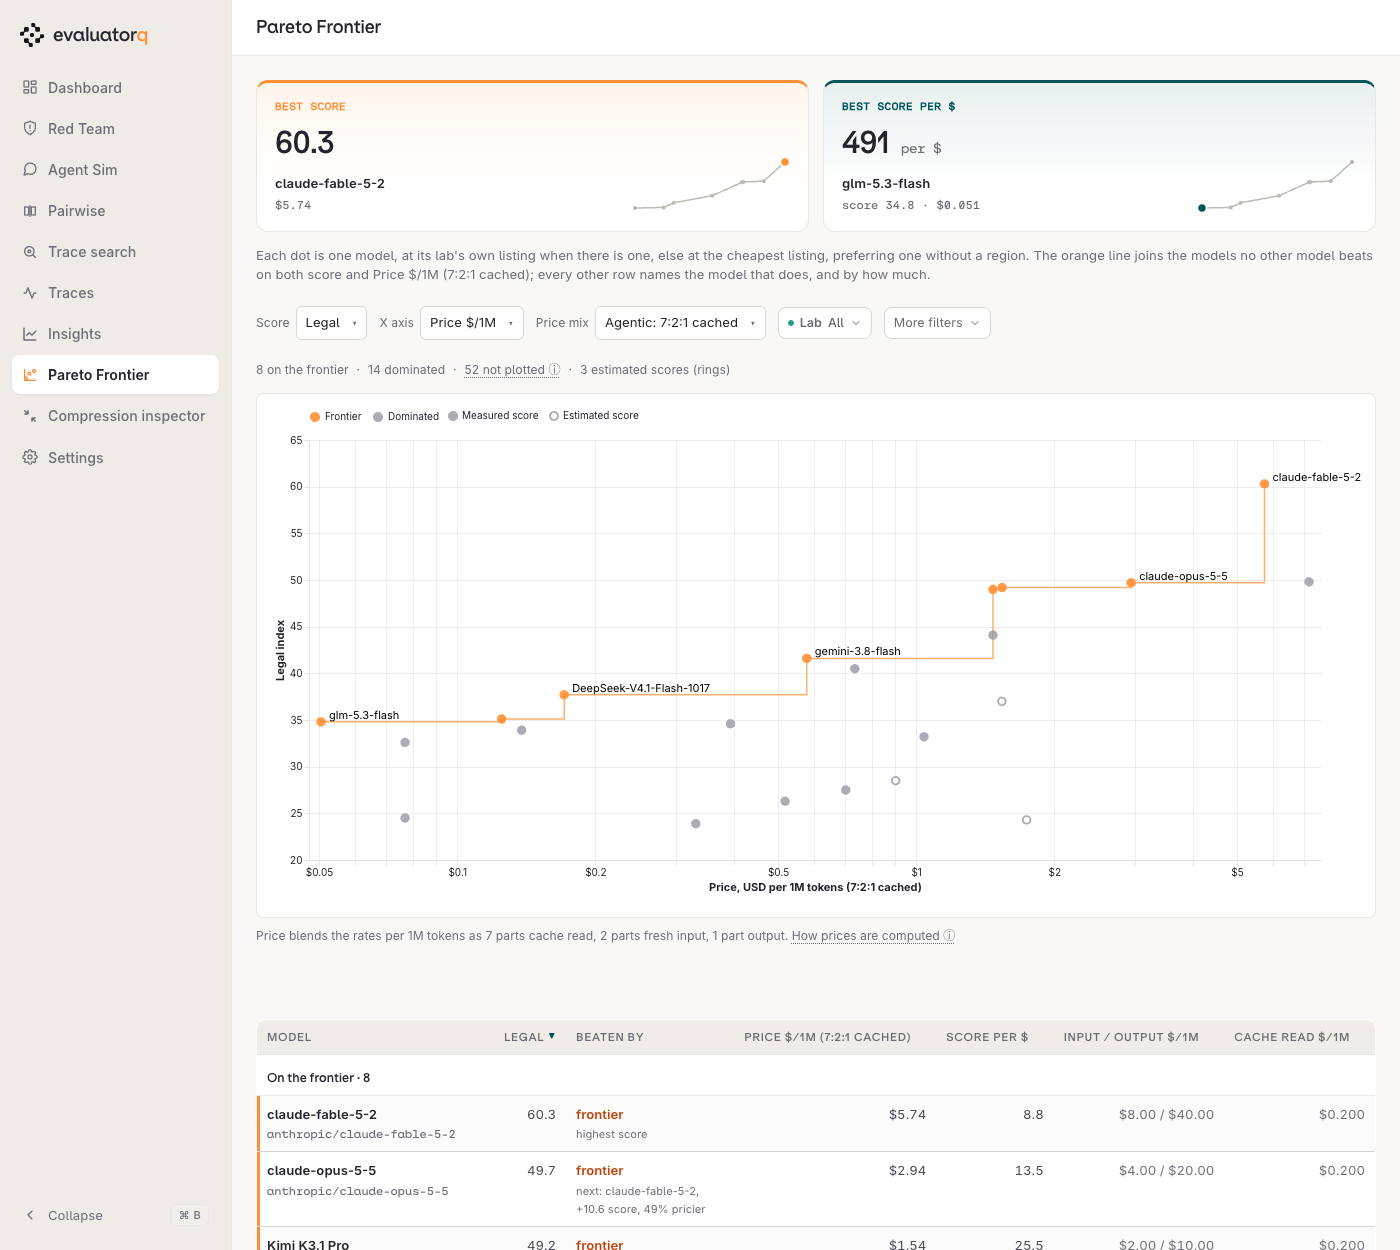 evaluatorq
Dashboard
Red Team
Agent Sim
Pairwise
Trace search
Traces
Insights
Pareto Frontier
Compression inspector
Settings
Collapse
⌘ B
Pareto Frontier
BEST SCORE
60.3
claude-fable-5-2
$5.74
BEST SCORE PER $
491 per $
glm-5.3-flash
score 34.8 · $0.051
Each dot is one model, at its lab's own listing when there is one, else at the cheapest listing, preferring one without a region. The orange line joins the models no other model beats
on both score and Price $/1M (7:2:1 cached); every other row names the model that does, and by how much.
Score Legal X axis Price $/1M Price mix Agentic: 7:2:1 cached Lab All More filters
8 on the frontier · 14 dominated · 52 not plotted ⓘ · 3 estimated scores (rings)
Frontier Dominated Measured score Estimated score
65
60
55
50
45
40
35
30
25
20
Legal index
claude-fable-5-2
claude-opus-5-5
gemini-3.8-flash
DeepSeek-V4.1-Flash-1017
glm-5.3-flash
$0.05 $0.1 $0.2 $0.5 $1 $2 $5
Price, USD per 1M tokens (7:2:1 cached)
Price blends the rates per 1M tokens as 7 parts cache read, 2 parts fresh input, 1 part output. How prices are computed ⓘ
MODEL LEGAL ▼ BEATEN BY PRICE $/1M (7:2:1 CACHED) SCORE PER $ INPUT / OUTPUT $/1M CACHE READ $/1M
On the frontier · 8
claude-fable-5-2 60.3 frontier $5.74 8.8 $8.00 / $40.00 $0.200
anthropic/claude-fable-5-2 highest score
claude-opus-5-5 49.7 frontier $2.94 13.5 $4.00 / $20.00 $0.200
anthropic/claude-opus-5-5 next: claude-fable-5-2,
+10.6 score, 49% pricier
Kimi K3.1 Pro 49.2 frontier $1.54 25.5 $2.00 / $10.00 $0.200